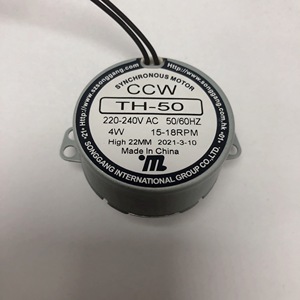 SYNCHRONOUS MOTOR
CCW
TH-50
220-240V AC 50/60HZ
4W 15-18RPM
High 22MM 2021-3-10
Made In China
SONGGANG INTERNATIONAL GROUP CO.,LTD.